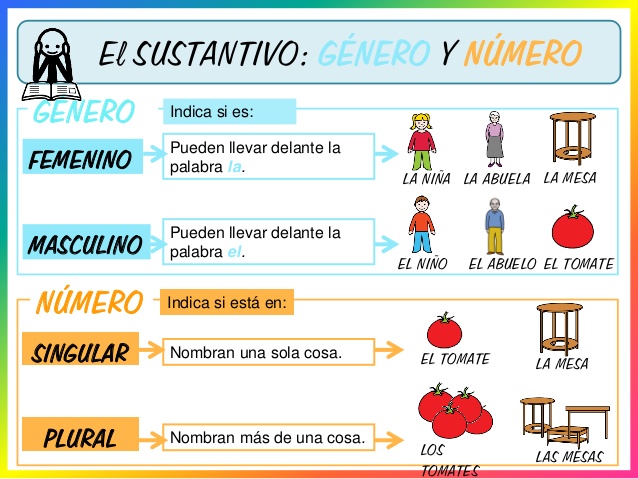 El SUSTANTIVO: GÉNERO Y NÚMERO
GÉNERO
Indica si es:
FEMENINO
Pueden llevar delante la
palabra la.
LA NIÑA
LA ABUELA
LA MESA
MASCULINO
Pueden llevar delante la
palabra el.
EL NIÑO
EL ABUELO
EL TOMATE
NÚMERO
Indica si está en:
SINGULAR
Nombran una sola cosa.
EL TOMATE
LA MESA
PLURAL
Nombran más de una cosa.
LOS
TOMATES
LAS MESAS